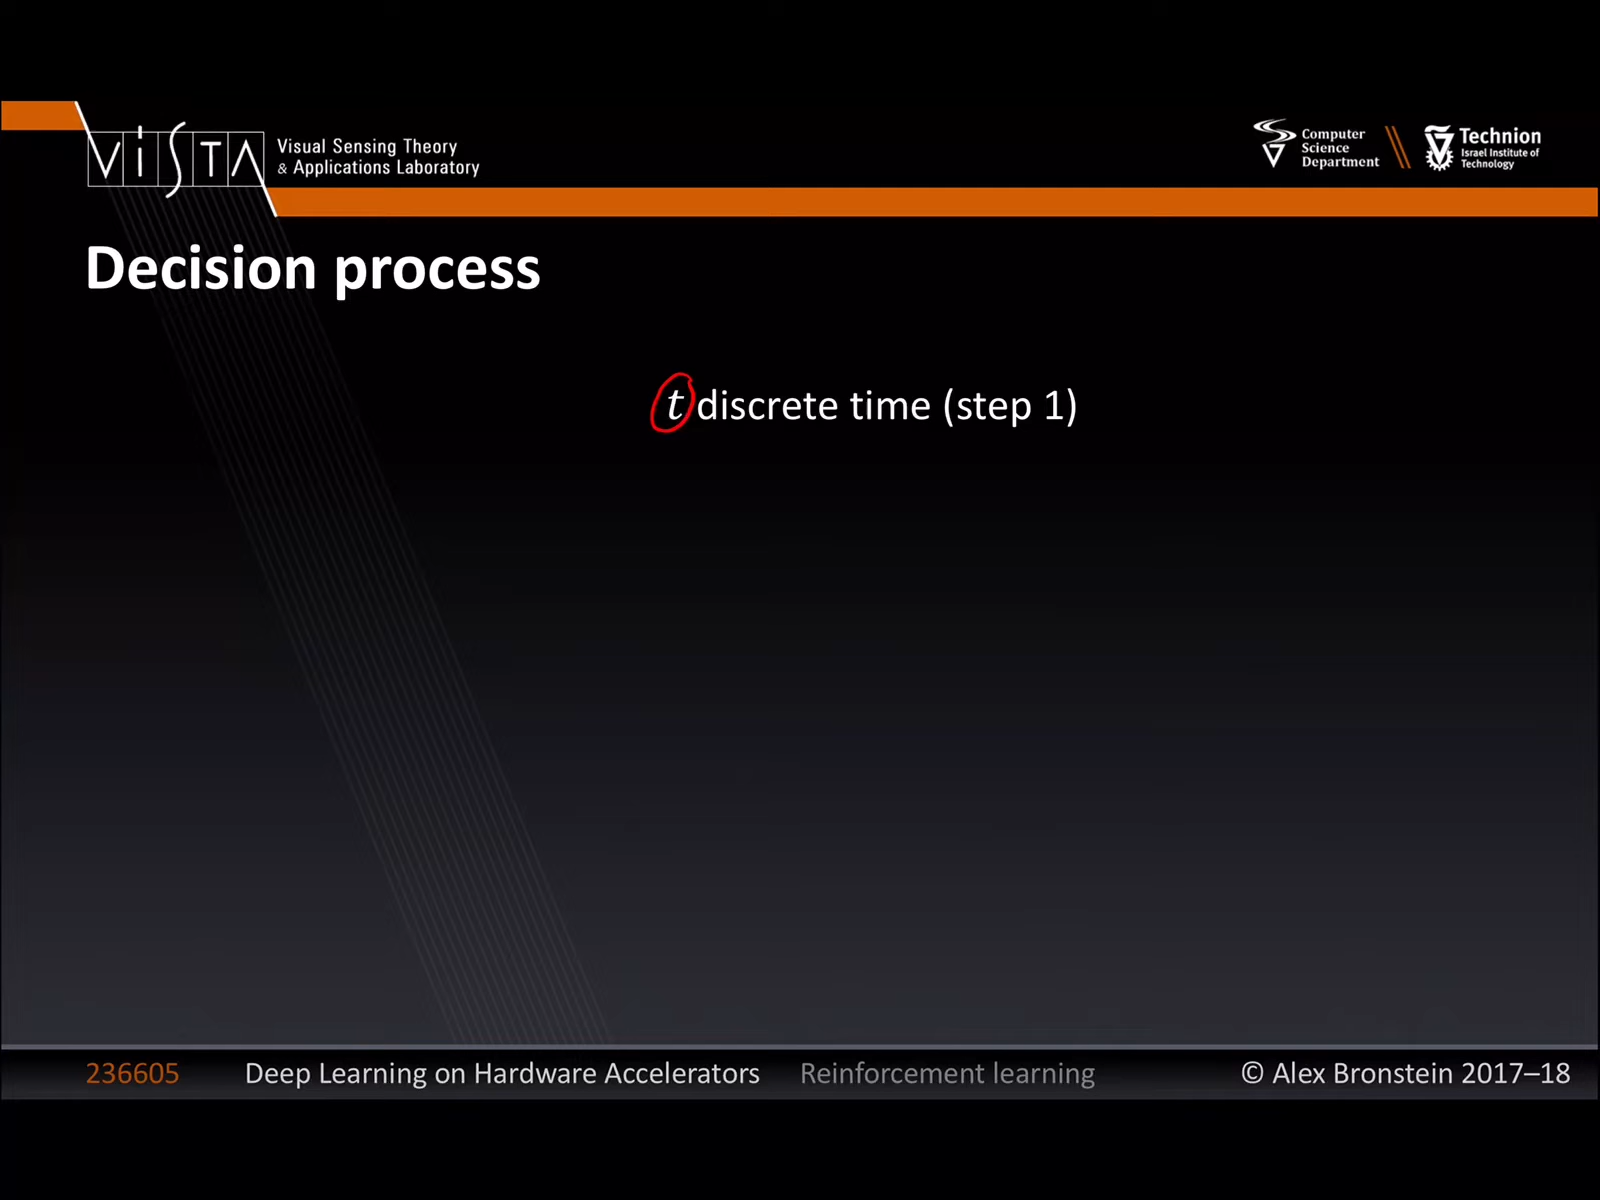 ViSTA
Visual Sensing Theory
& Applications Laboratory
Computer
Science
Department
Technion
Israel Institute of
Technology
Decision process
t discrete time (step 1)
236605 Deep Learning on Hardware Accelerators Reinforcement learning © Alex Bronstein 2017–18